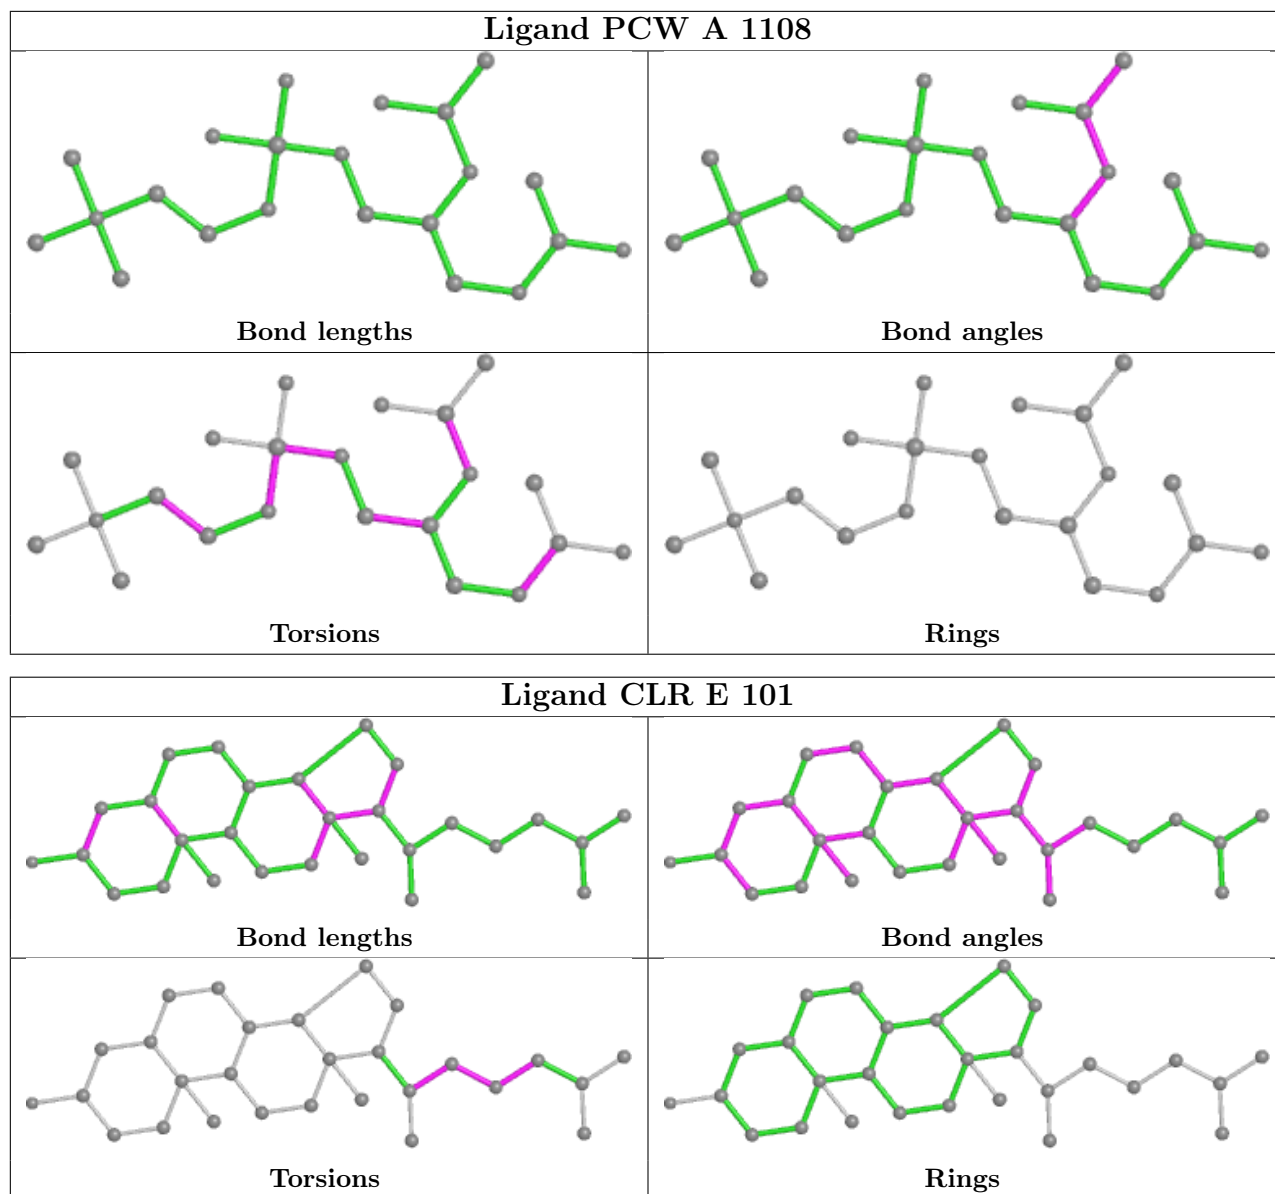 Ligand PCW A 1108
Bond lengths
Bond angles
Torsions
Rings
Ligand CLR E 101
Bond lengths
Bond angles
Torsions
Rings